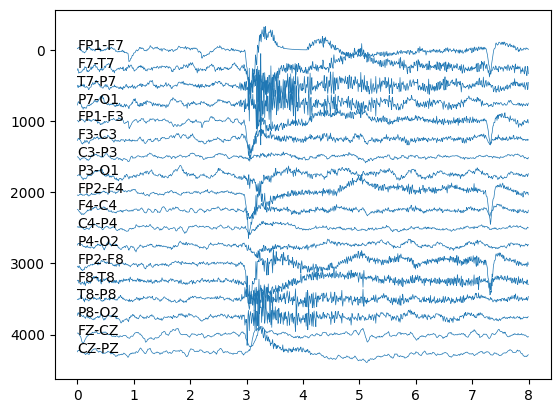 0
1000
2000
3000
4000
FP1-F7
F7-T7
T7-P7
P7-O1
FP1-F3
F3-C3
C3-P3
P3-O1
FP2-F4
F4-C4
C4-P4
P4-O2
FP2-F8
F8-T8
T8-P8
P8-O2
FZ-CZ
CZ-PZ
0 1 2 3 4 5 6 7 8